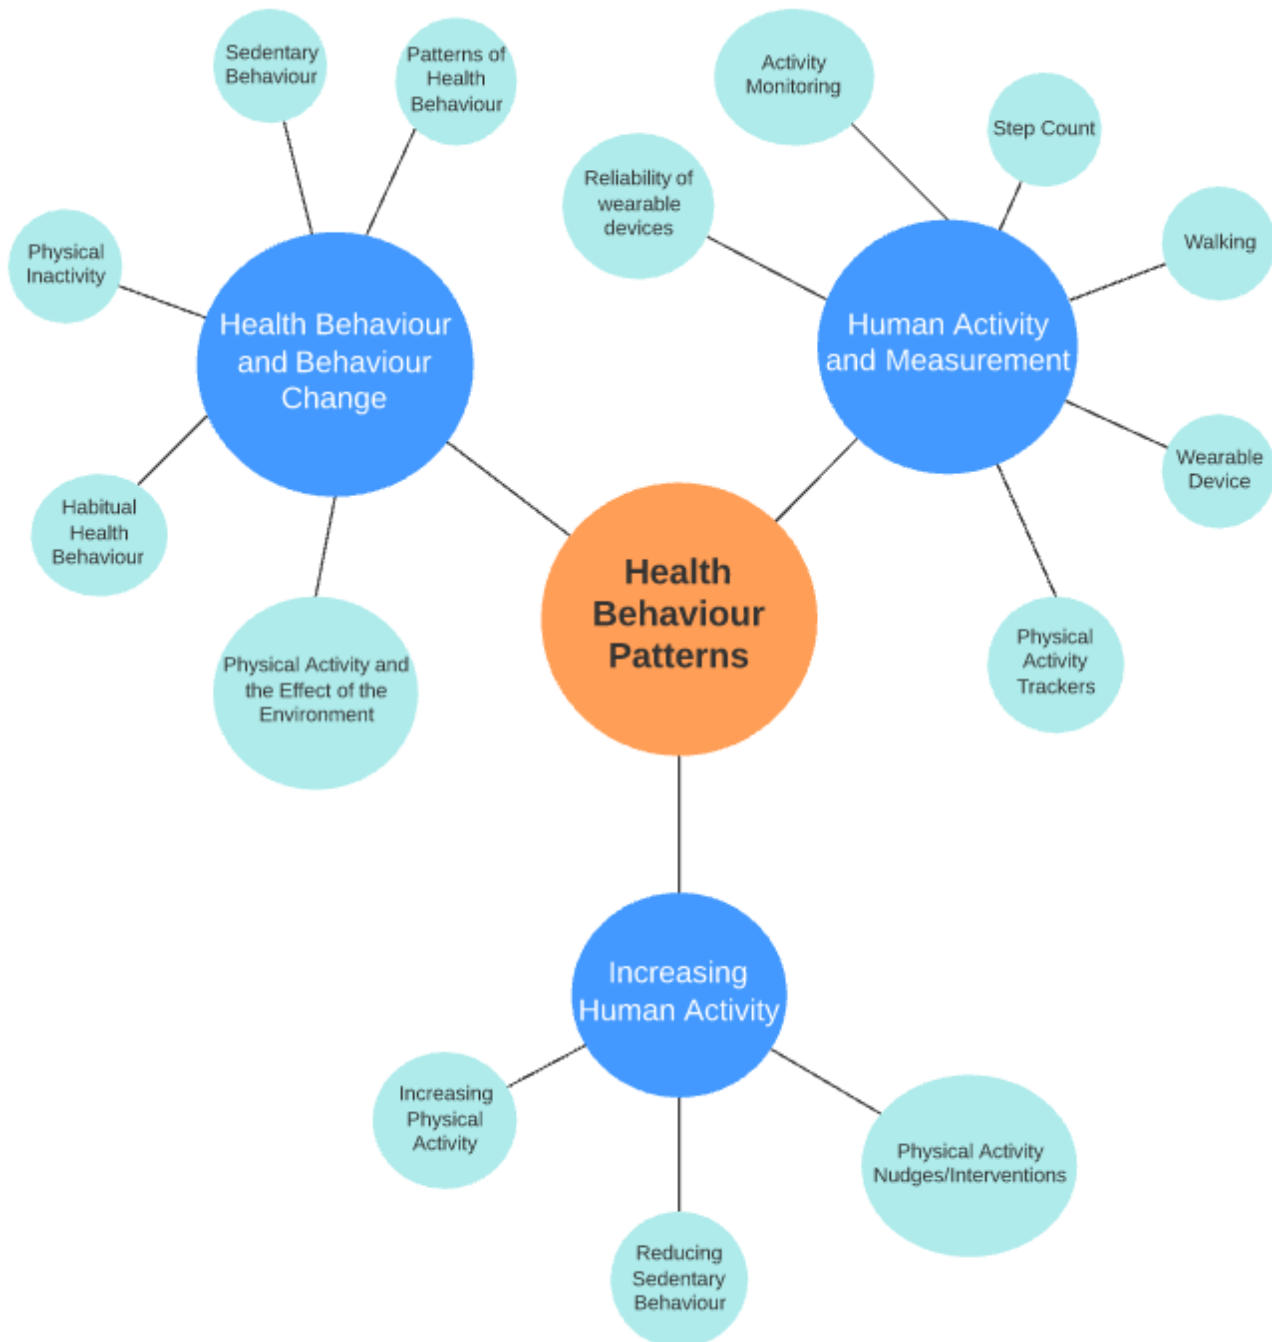 Sedentary
Behaviour
Patterns of
Health
Behaviour
Physical
Inactivity
Health Behaviour
and Behaviour
Change
Habitual
Health
Behaviour
Physical Activity and
the Effect of the
Environment
Activity
Monitoring
Step Count
Reliability of
wearable
devices
Walking
Human Activity
and Measurement
Wearable
Device
Physical
Activity
Trackers
Health
Behaviour
Patterns
Increasing
Human Activity
Increasing
Physical
Activity
Physical Activity
Nudges/Interventions
Reducing
Sedentary
Behaviour